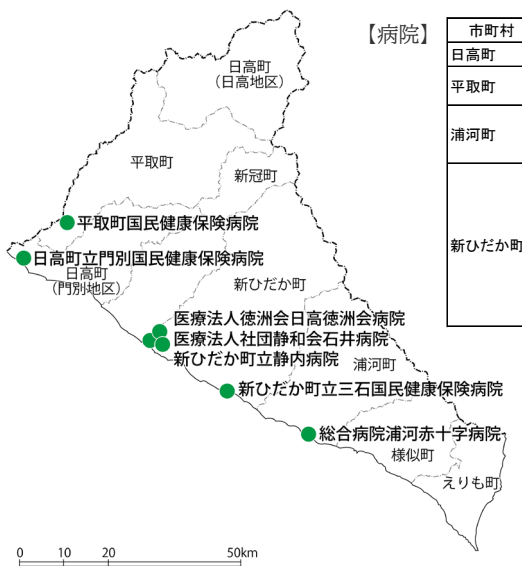 【病院】
市町村
日高町
平取町
浦河町
新ひだか町
日高町
（日高地区）
平取町
新冠町
平取町国民健康保険病院
日高町立門別国民健康保険病院
日高町
（門別地区）
新ひだか町
医療法人徳洲会日高徳洲会病院
医療法人社団静和会石井病院
新ひだか町立静内病院
浦河町
新ひだか町立三石国民健康保険病院
総合病院浦河赤十字病院
様似町
えりも町
0 10 20 50km